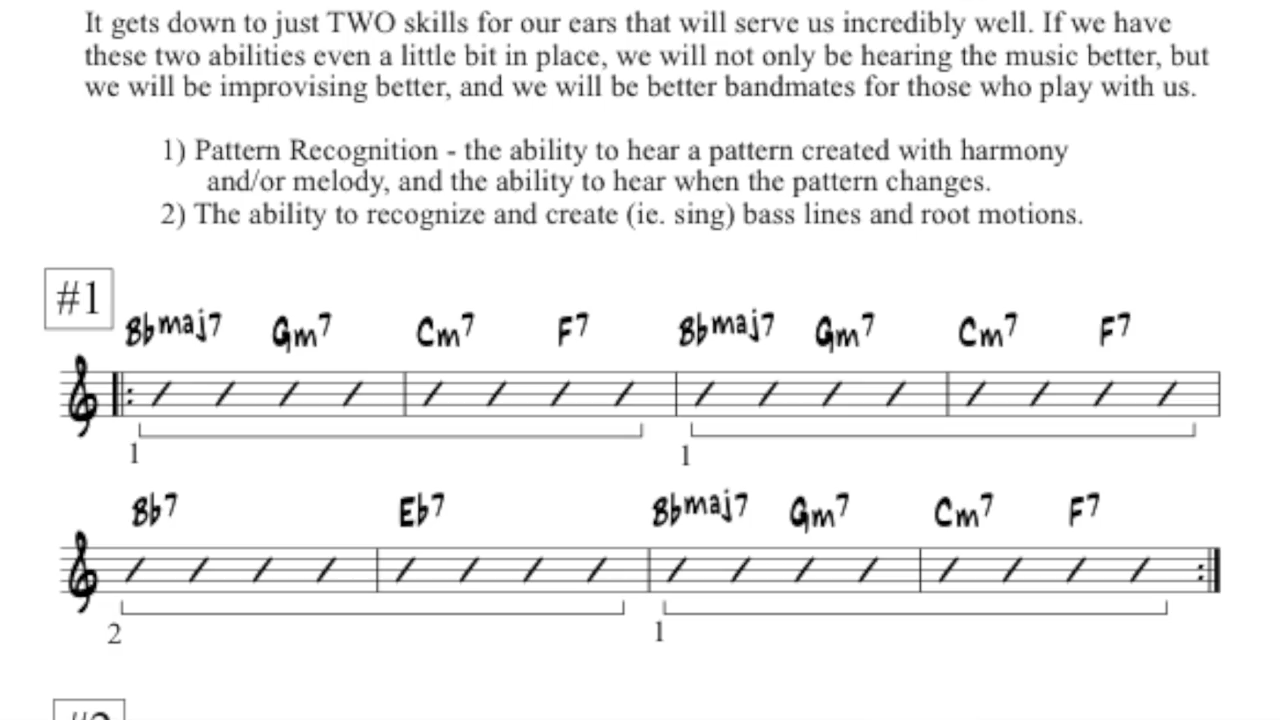 It gets down to just TWO skills for our ears that will serve us incredibly well. If we have
these two abilities even a little bit in place, we will not only be hearing the music better, but
we will be improvising better, and we will be better bandmates for those who play with us.
1) Pattern Recognition - the ability to hear a pattern created with harmony
and/or melody, and the ability to hear when the pattern changes.
2) The ability to recognize and create (ie. sing) bass lines and root motions.
#1
B♭maj7 Gm7 Cm7 F7 B♭maj7 Gm7 Cm7 F7
1 1
B♭7 E♭7 B♭maj7 Gm7 Cm7 F7
2 1